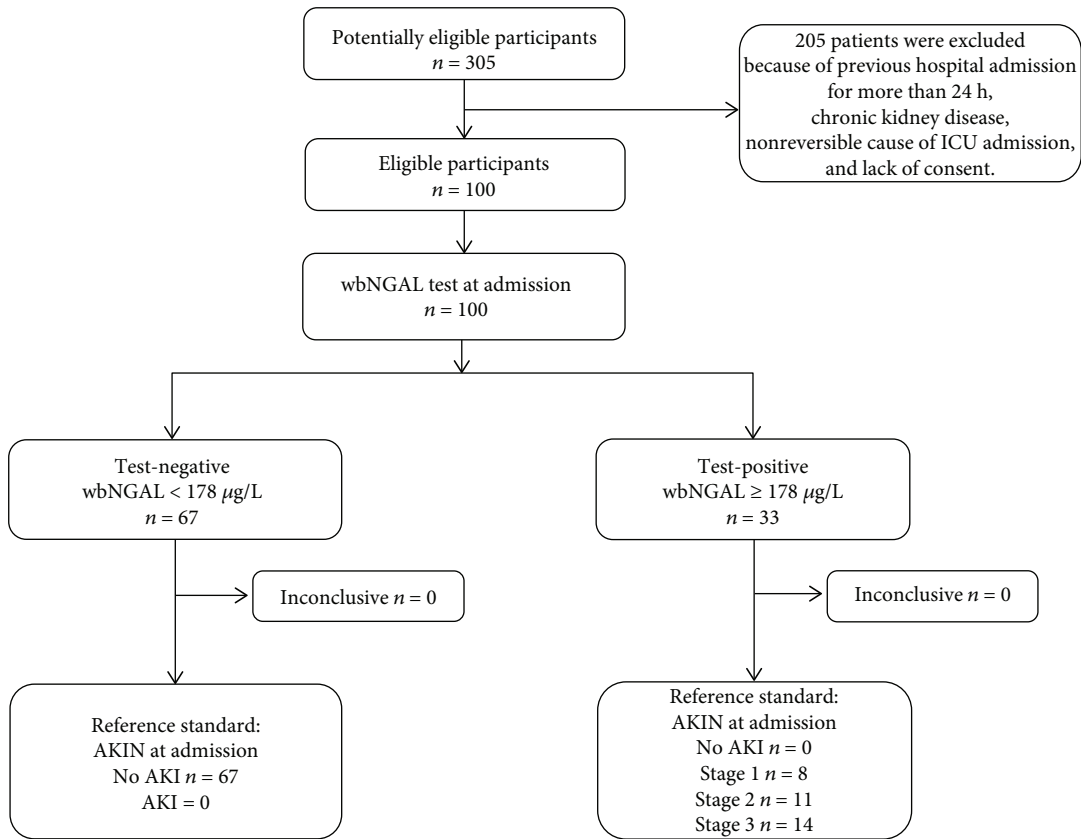 Potentially eligible participants
n = 305
205 patients were excluded
because of previous hospital admission
for more than 24 h,
chronic kidney disease,
nonreversible cause of ICU admission,
and lack of consent.
Eligible participants
n = 100
wbNGAL test at admission
n = 100
Test-negative
wbNGAL < 178 μg/L
n = 67
Test-positive
wbNGAL ≥ 178 μg/L
n = 33
Inconclusive n = 0
Inconclusive n = 0
Reference standard:
AKIN at admission
No AKI n = 67
AKI = 0
Reference standard:
AKIN at admission
No AKI n = 0
Stage 1 n = 8
Stage 2 n = 11
Stage 3 n = 14